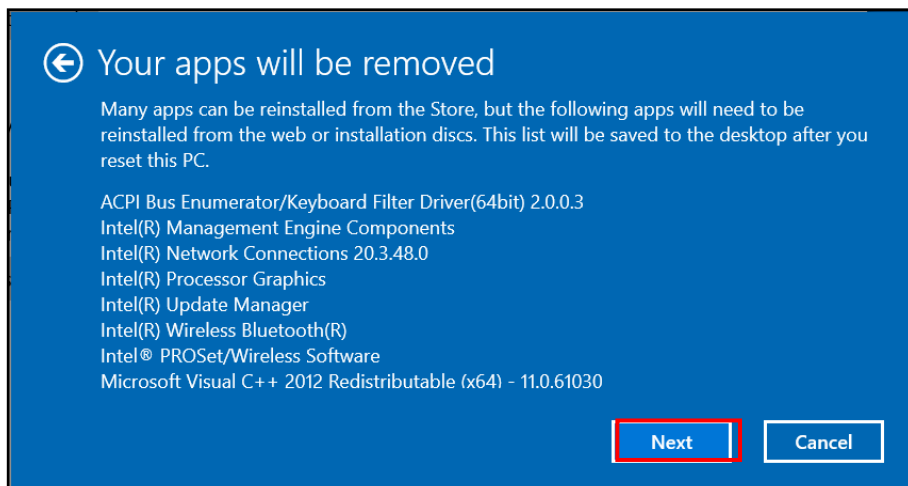 Your apps will be removed
Many apps can be reinstalled from the Store, but the following apps will need to be
reinstalled from the web or installation discs. This list will be saved to the desktop after you
reset this PC.
ACPI Bus Enumerator/Keyboard Filter Driver(64bit) 2.0.0.3
Intel(R) Management Engine Components
Intel(R) Network Connections 20.3.48.0
Intel(R) Processor Graphics
Intel(R) Update Manager
Intel(R) Wireless Bluetooth(R)
Intel® PROSet/Wireless Software
Microsoft Visual C++ 2012 Redistributable (x64) - 11.0.61030
Next
Cancel